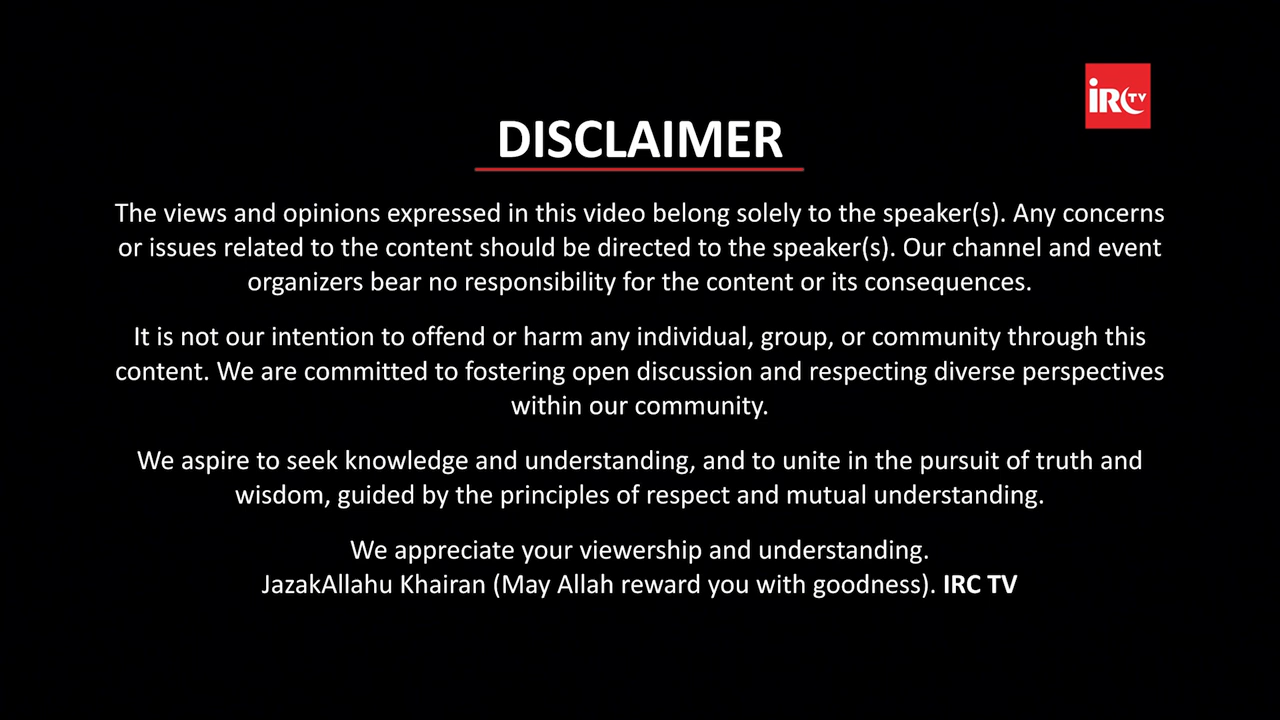 iRC TV
DISCLAIMER
The views and opinions expressed in this video belong solely to the speaker(s). Any concerns
or issues related to the content should be directed to the speaker(s). Our channel and event
organizers bear no responsibility for the content or its consequences.
It is not our intention to offend or harm any individual, group, or community through this
content. We are committed to fostering open discussion and respecting diverse perspectives
within our community.
We aspire to seek knowledge and understanding, and to unite in the pursuit of truth and
wisdom, guided by the principles of respect and mutual understanding.
We appreciate your viewership and understanding.
JazakAllahu Khairan (May Allah reward you with goodness). IRC TV